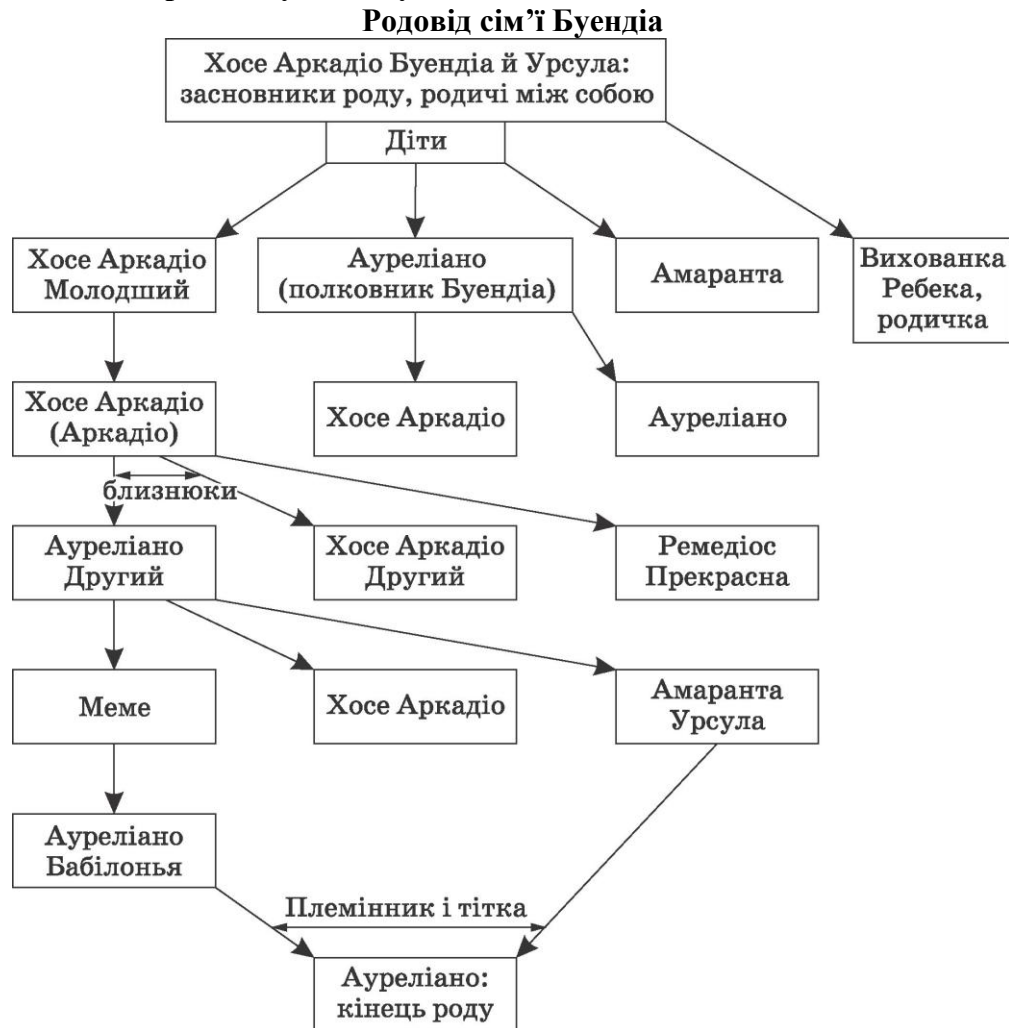 Родовід сім’ї Буендіа
Хосе Аркадіо Буендіа й Урсула:
засновники роду, родичі між собою
Діти
Хосе Аркадіо
Молодший
Ауреліано
(полковник Буендіа)
Амаранта
Вихованка
Ребека,
родичка
Хосе Аркадіо
(Аркадіо)
Хосе Аркадіо
Ауреліано
близнюки
Ауреліано
Другий
Хосе Аркадіо
Другий
Ремедіос
Прекрасна
Меме
Хосе Аркадіо
Амаранта
Урсула
Ауреліано
Бабілонья
Племінник і тітка
Ауреліано:
кінець роду